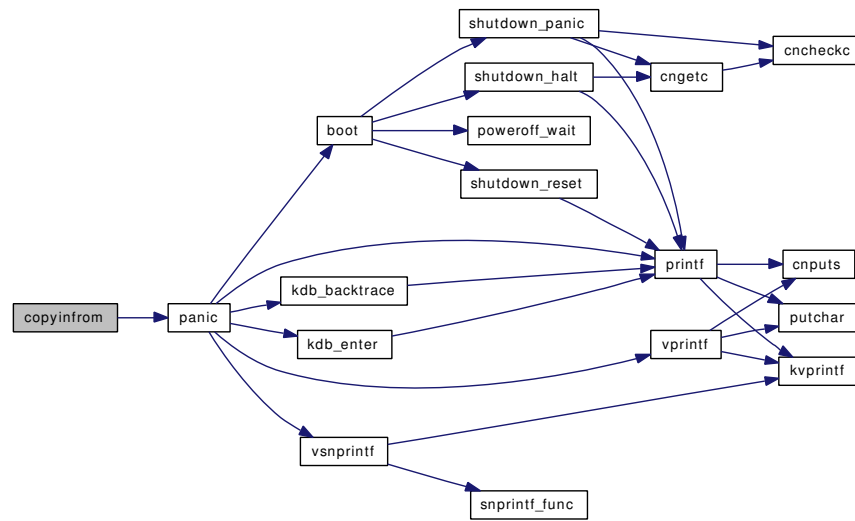 shutdown_panic
cncheckc
shutdown_halt
cngetc
boot
poweroff_wait
shutdown_reset
printf
cnputs
kdb_backtrace
copyinfrom
panic
putchar
kdb_enter
vprintf
kvprintf
vsnprintf
snprintf_func